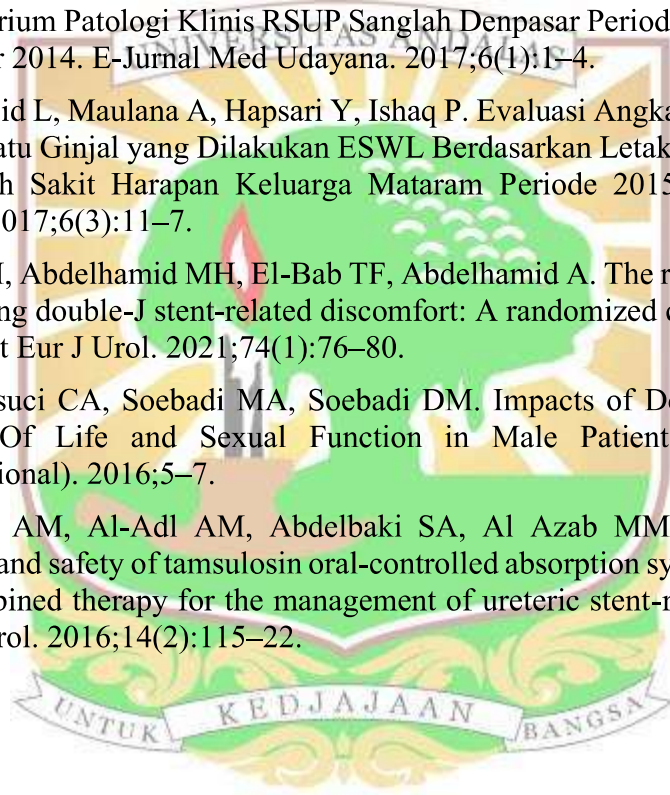 rium Patologi Klinis RSUP Sanglah Denpasar Period
r 2014. E-Jurnal Med Udayana. 2017;6(1):1–4.
UNIVERSITAS ANDALAS
id L, Maulana A, Hapsari Y, Ishaq P. Evaluasi Angka
atu Ginjal yang Dilakukan ESWL Berdasarkan Letak
h Sakit Harapan Keluarga Mataram Periode 2015
2017;6(3):11–7.
, Abdelhamid MH, El-Bab TF, Abdelhamid A. The r
ng double-J stent-related discomfort: A randomized c
t Eur J Urol. 2021;74(1):76–80.
suci CA, Soebadi MA, Soebadi DM. Impacts of D
Of Life and Sexual Function in Male Patient
ional). 2016;5–7.
AM, Al-Adl AM, Abdelbaki SA, Al Azab MM
and safety of tamsulosin oral-controlled absorption sy
bined therapy for the management of ureteric stent-r
rol. 2016;14(2):115–22.
UNTUK KEDJAJAAN BANGSA